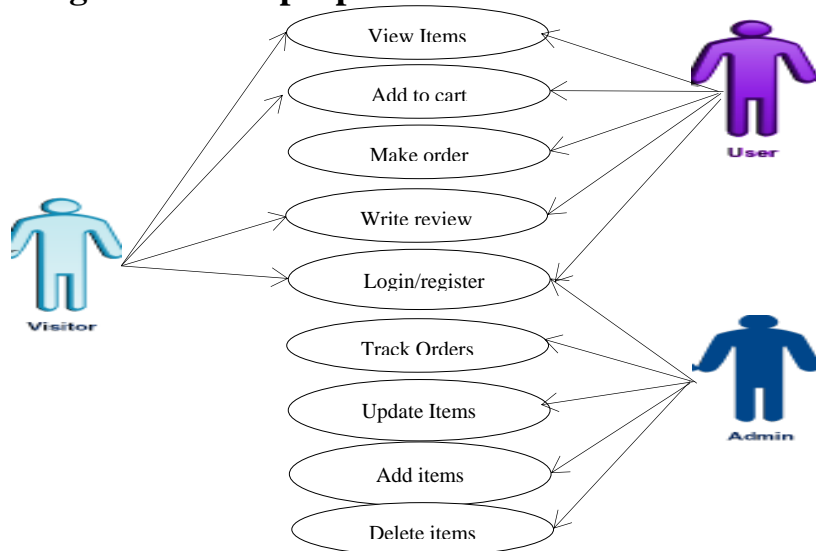 View Items
Add to cart
User
Make order
Write review
Visitor
Login/register
Track Orders
Update Items
Admin
Add items
Delete items